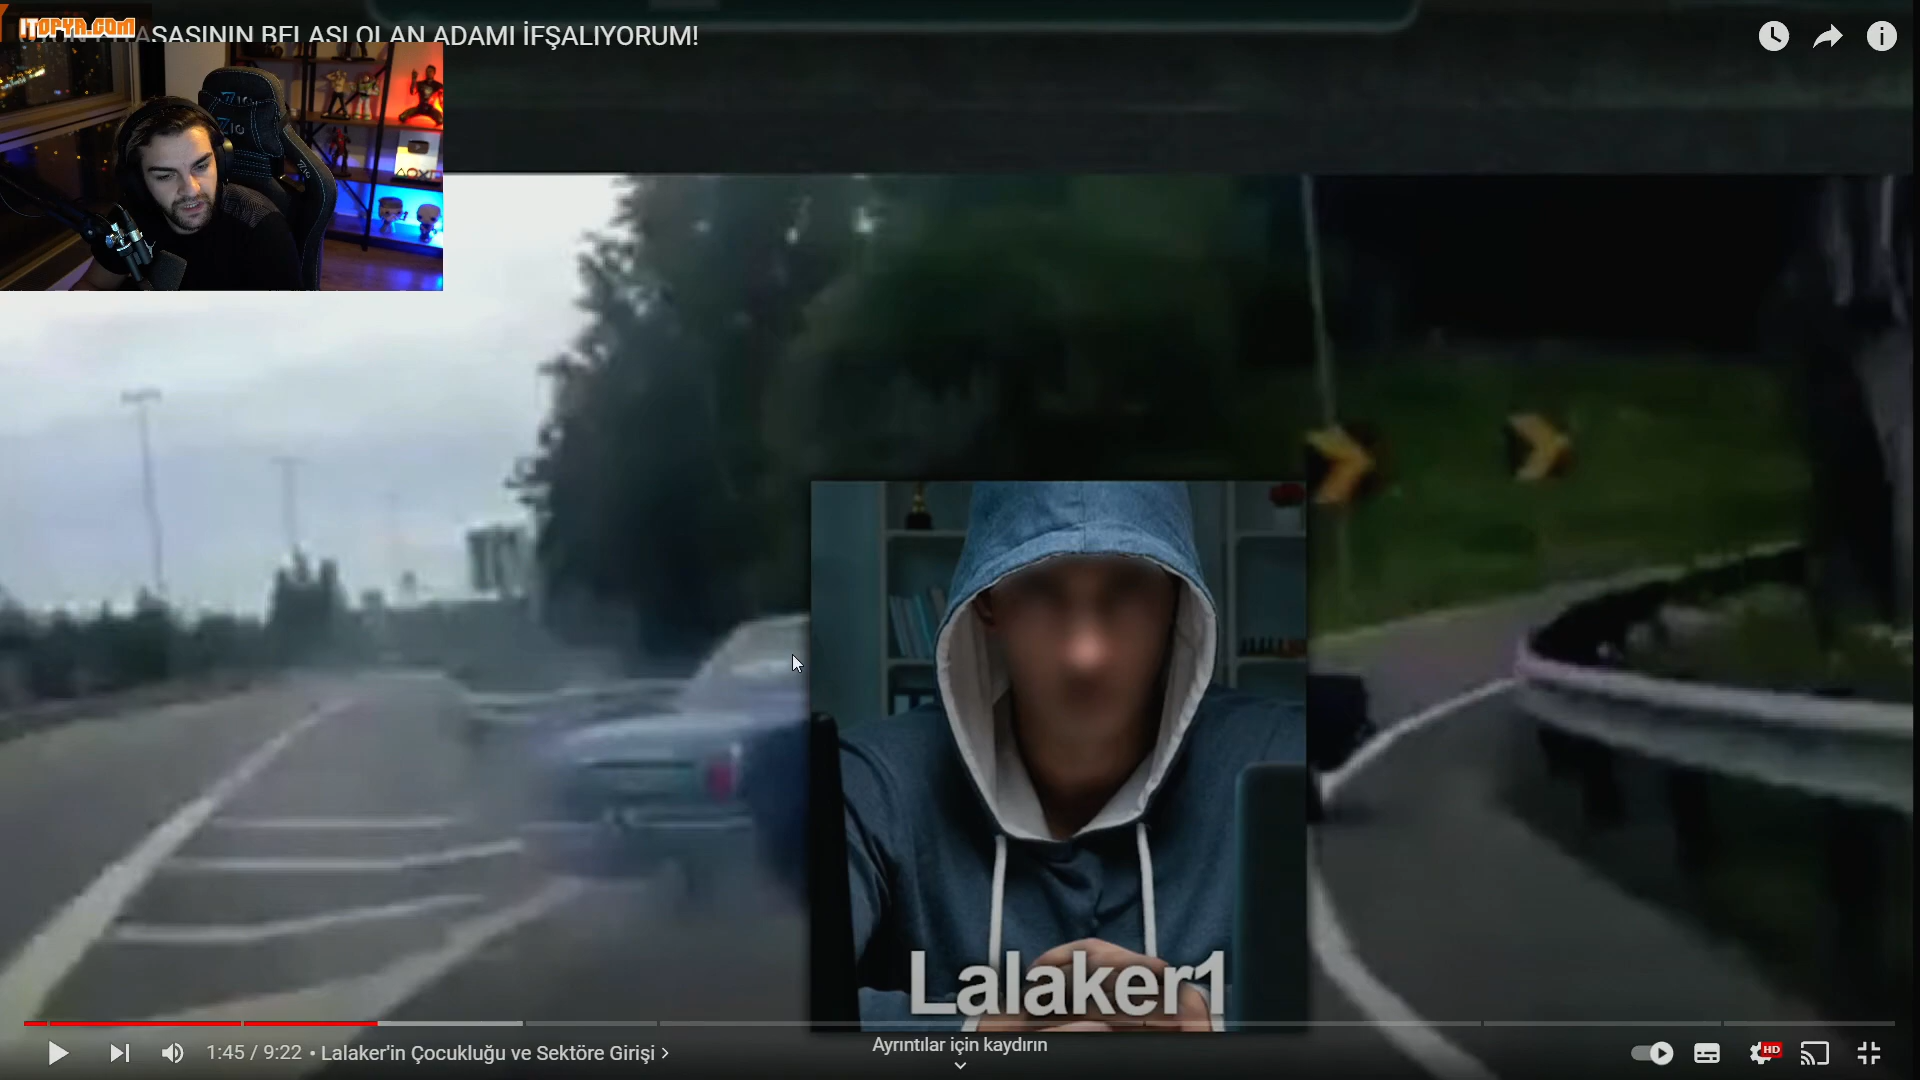 ITOPYA.COM
ASASININ BELASI OLAN ADAMI İFŞALIYORUM!
Lalaker1
1:45 / 9:22 • Lalaker'in Çocukluğu ve Sektöre Girişi ›
Ayrıntılar için kaydırın
HD